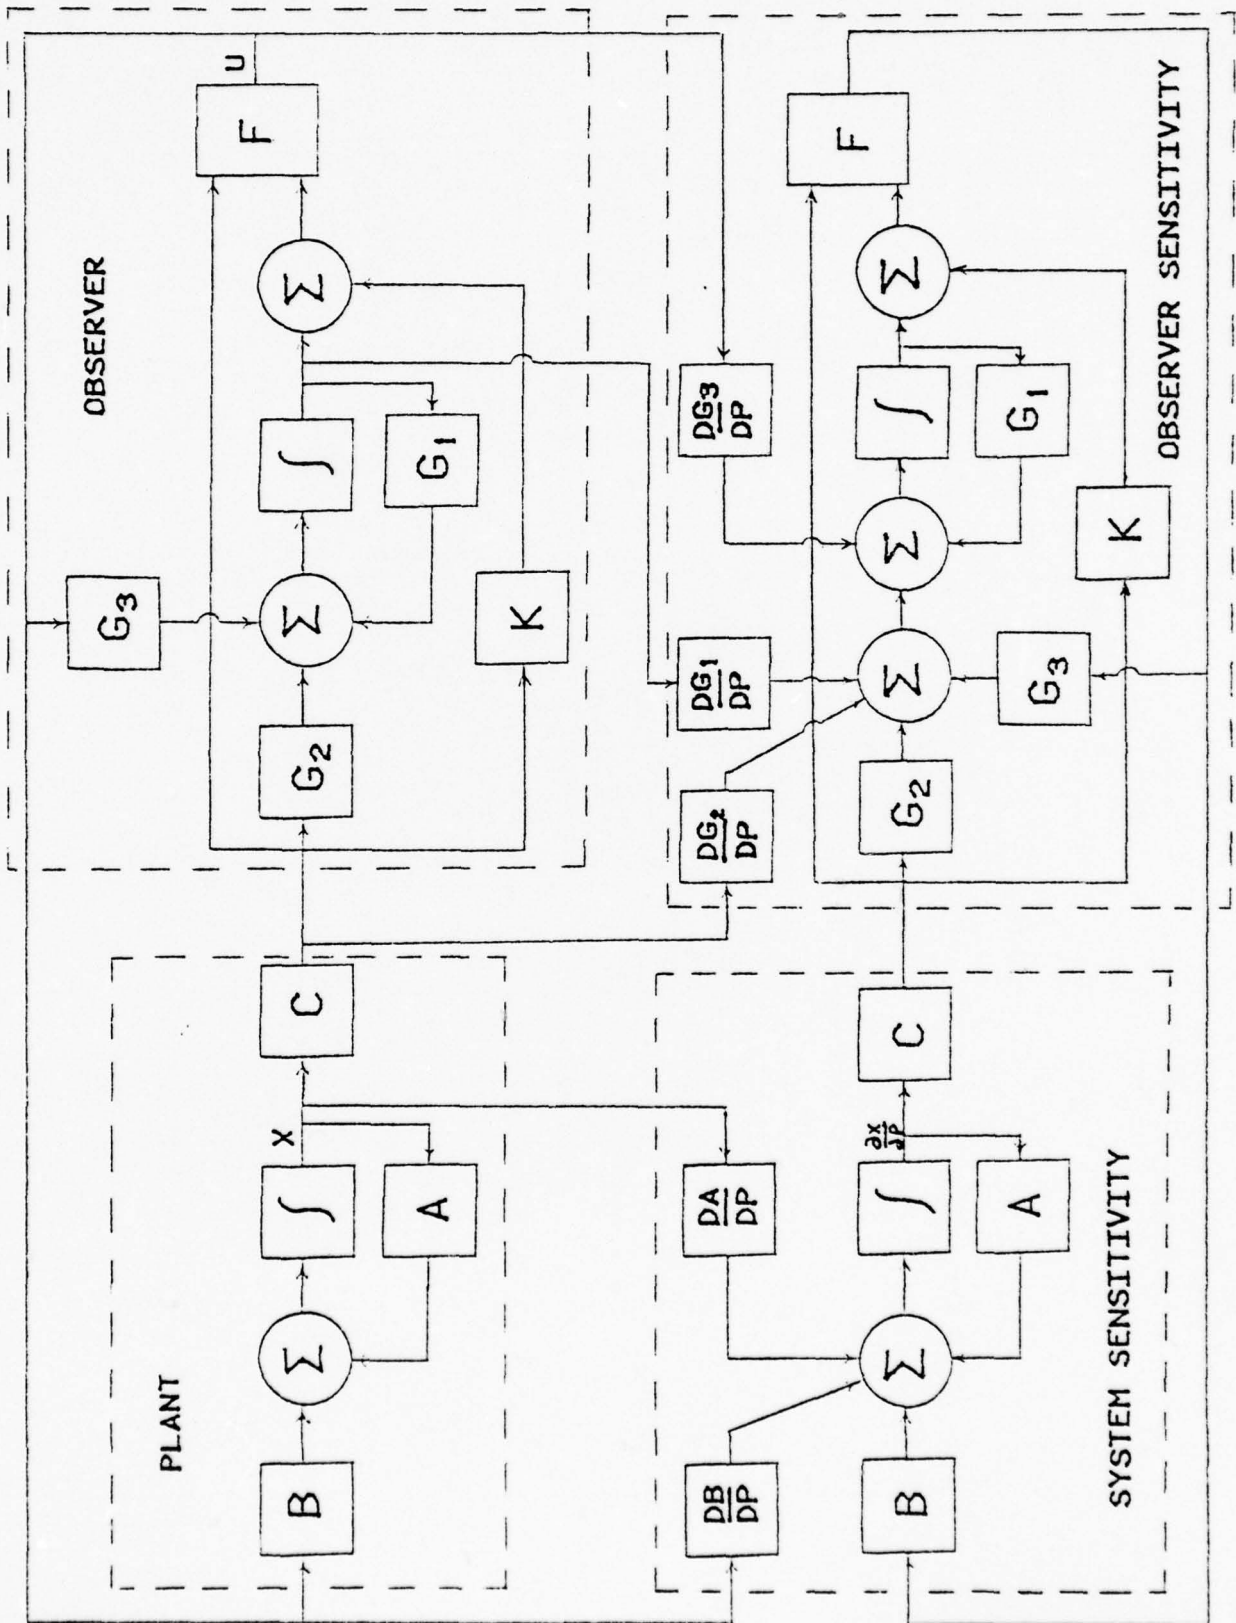 PLANT
B
Σ
∫
A
X
C
OBSERVER
G2
Σ
G3
∫
G1
K
Σ
F
U
SYSTEM SENSITIVITY
DB
DP
B
Σ
DA
DP
∫
A
∂X
∂P
C
OBSERVER SENSITIVITY
DG2
DP
G2
DG1
DP
Σ
G3
Σ
DG3
DP
∫
G1
K
Σ
F